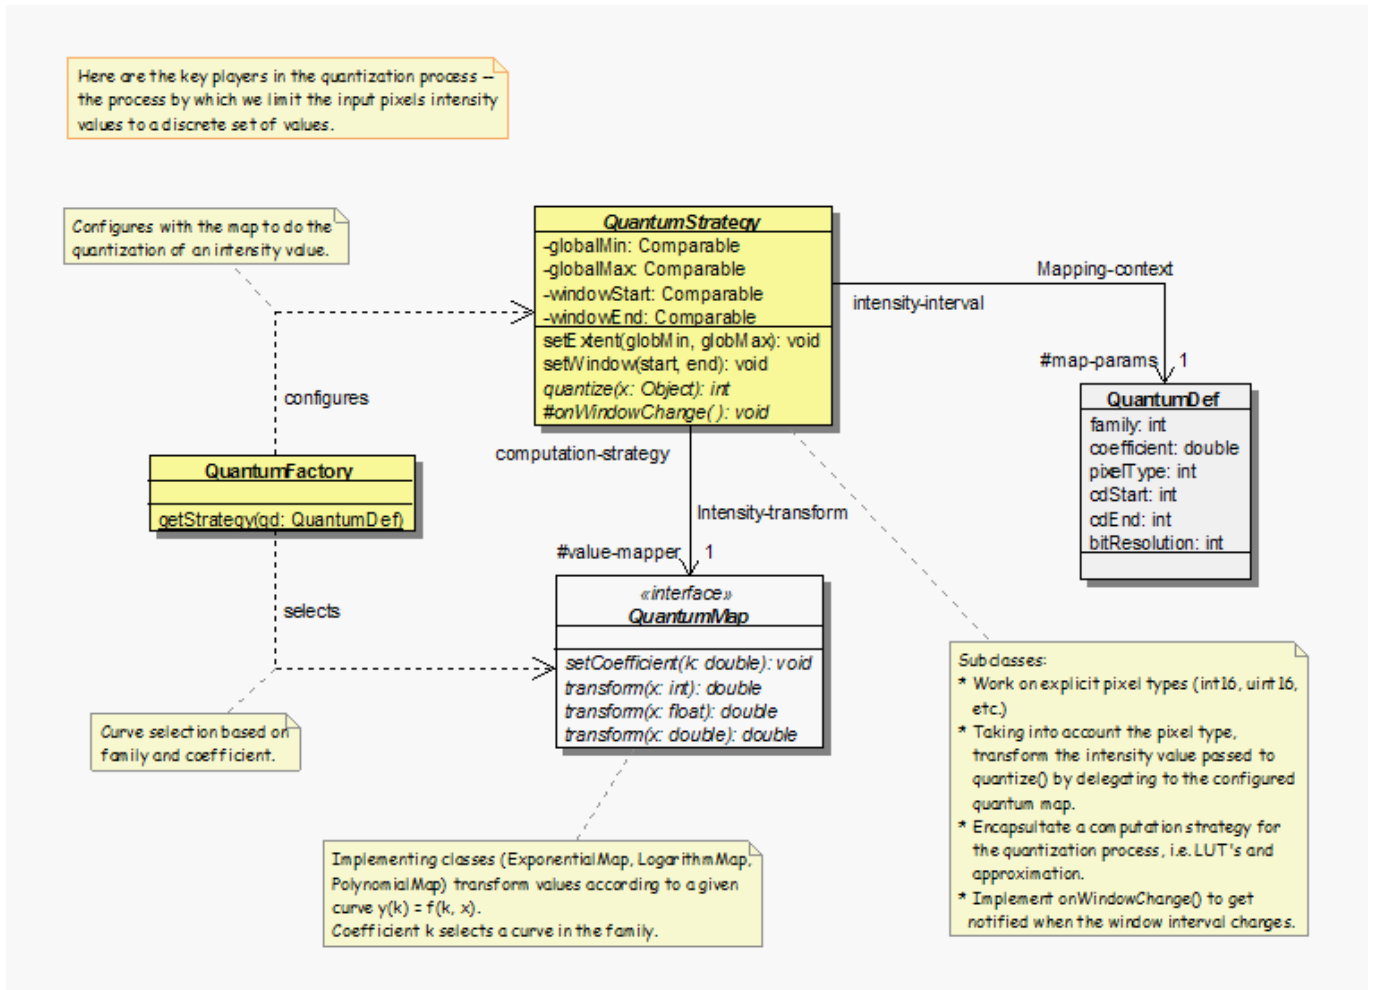 Here are the key players in the quantization process –
the process by which we limit the input pixels intensity
values to a discrete set of values.
Configures with the map to do the
quantization of an intensity value.
QuantumStrategy
-globalMin: Comparable
-globalMax: Comparable
-windowStart: Comparable
-windowEnd: Comparable
setExtent(globMin, globMax): void
setWindow(start, end): void
quantize(x: Object): int
#onWindowChange( ): void
Mapping-context
intensity-interval
#map-params
1
QuantumDef
family: int
coefficient: double
pixelType: int
cdStart: int
cdEnd: int
bitResolution: int
configures
computation-strategy
QuantumFactory
getStrategy(qd: QuantumDef)
Intensity-transform
#value-mapper
1
selects
«interface»
QuantumMap
setCoefficient(k: double): void
transform(x: int): double
transform(x: float): double
transform(x: double): double
Curve selection based on
family and coefficient.
Subclasses:
* Work on explicit pixel types (int16, uint16,
etc.)
* Taking into account the pixel type,
transform the intensity value passed to
quantize() by delegating to the configured
quantum map.
* Encapsultate a computation strategy for
the quantization process, i.e. LUT's and
approximation.
* Implement onWindowChange() to get
notified when the window interval changes.
Implementing classes (ExponentialMap, LogarithmMap,
PolynomialMap) transform values according to a given
curve y(k) = f(k, x).
Coefficient k selects a curve in the family.